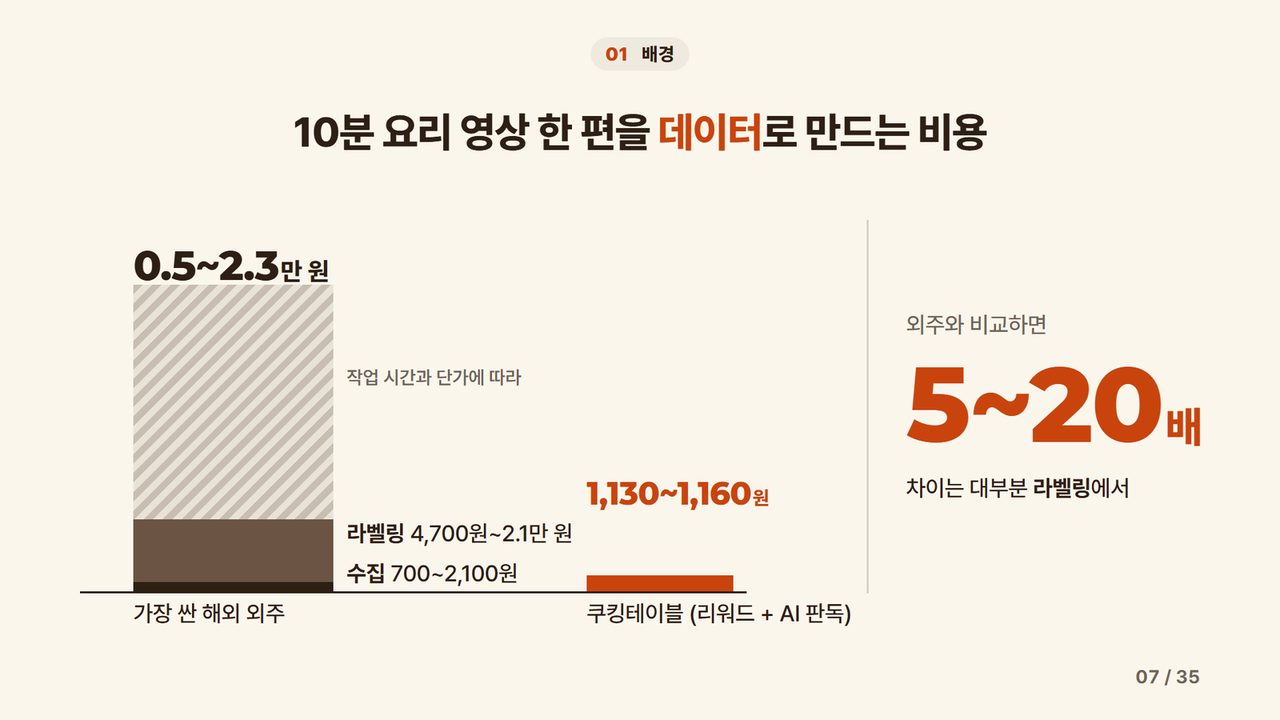 01 배경
10분 요리 영상 한 편을 데이터로 만드는 비용
0.5~2.3만 원
작업 시간과 단가에 따라
라벨링 4,700원~2.1만 원
수집 700~2,100원
가장 싼 해외 외주
1,130~1,160원
쿠킹테이블 (리워드 + AI 판독)
외주와 비교하면
5~20배
차이는 대부분 라벨링에서
07 / 35